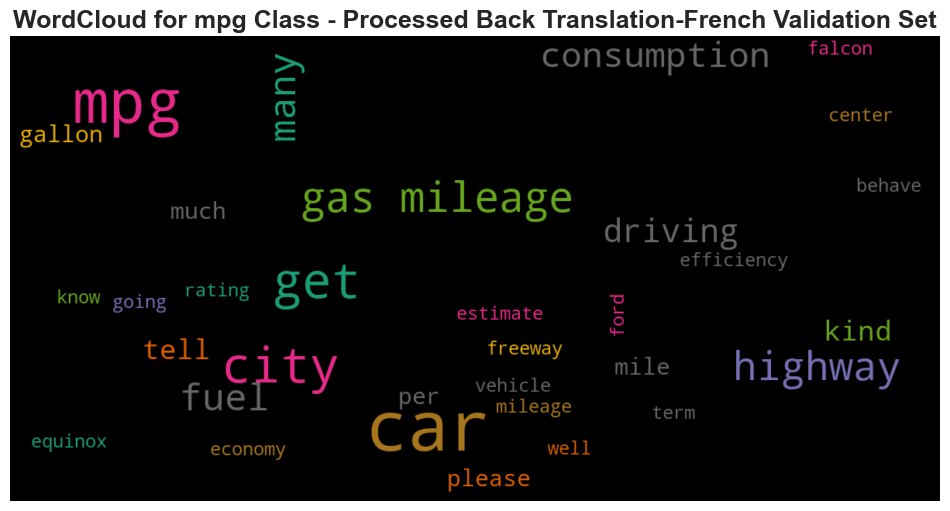 WordCloud for mpg Class - Processed Back Translation-French Validation Set
consumption
falcon
mpg
many
gallon
center
behave
gas mileage
much
driving
efficiency
get
rating
know
going
estimate
ford
kind
tell
freeway
city
highway
mile
fuel
vehicle
per
mileage
term
car
equinox
economy
well
please